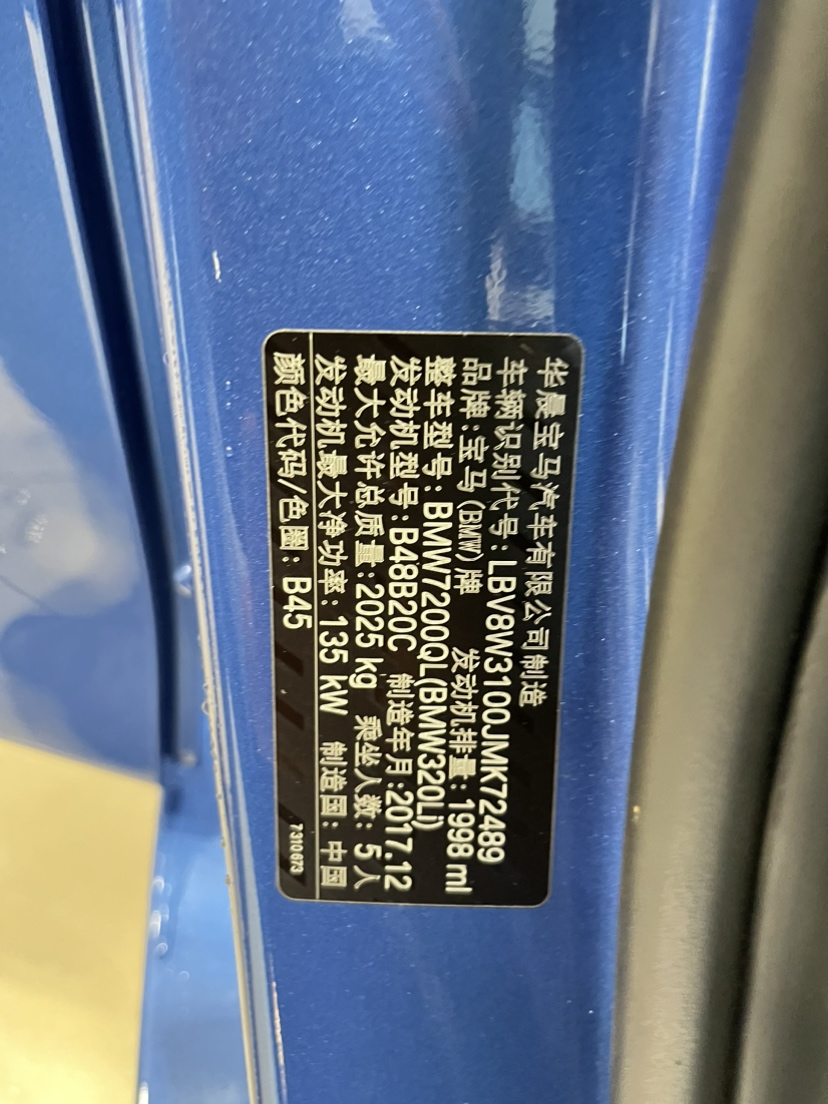 华晨宝马汽车有限公司制造
车辆识别代号: LBV8W3100JMK72489
品牌:宝马(BMW)牌 发动机排量: 1998 ml
整车型号: BMW7200QL(BMW320Li)
发动机型号: B48B20C 制造年月:2017.12
最大允许总质量:2025 kg 乘坐人数: 5人
发动机最大净功率: 135 kW 制造国: 中国
颜色代码/色圈: B45
7310673